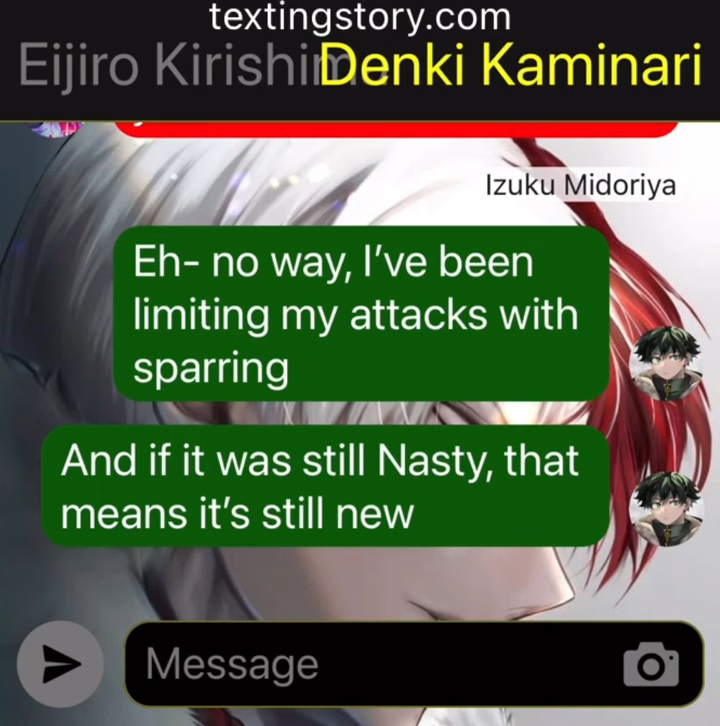 textingstory.com
Eijiro Kirishi
Denki Kaminari
Izuku Midoriya
Eh- no way, I've been
limiting my attacks with
sparring
And if it was still Nasty, that
means it's still new
Message